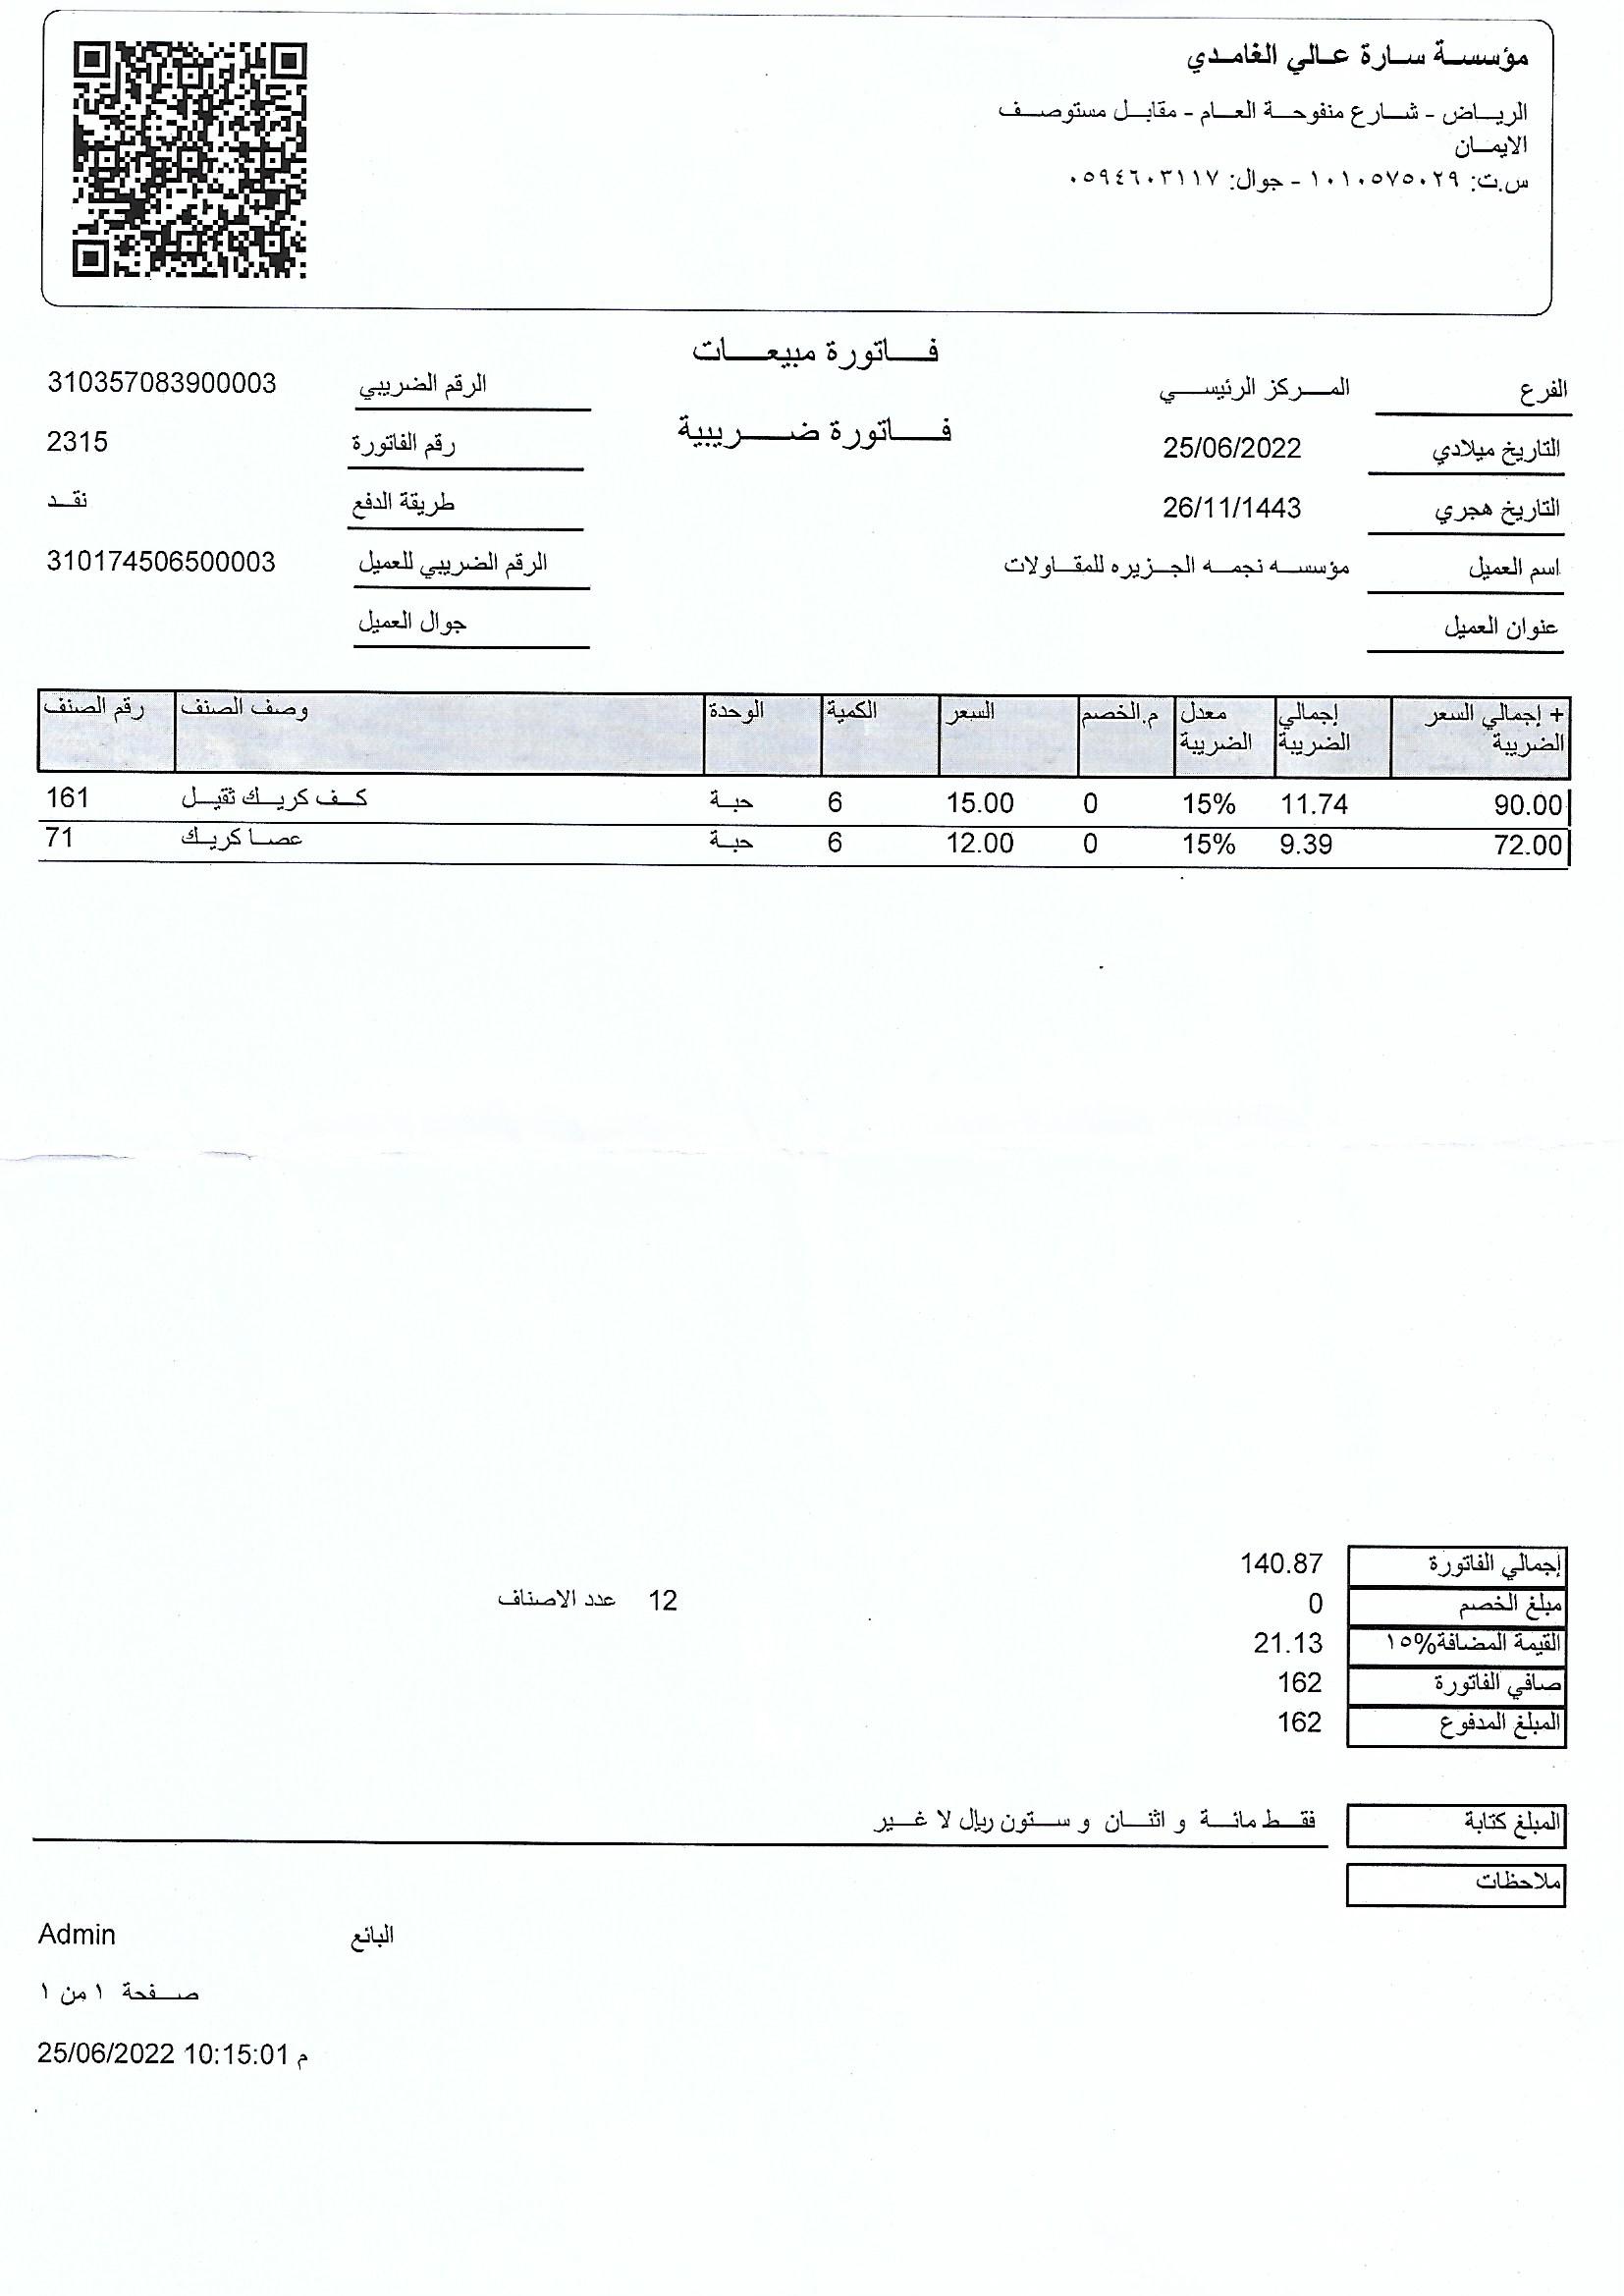 مؤسسة سارة عالي الغامدي
الرياض - شارع منفوحة العام - مقابل مستوصف
الايمان
س.ت: ١٠١٠٥٧٥٠٢٩ - جوال: ٠٥٩٤٦٠٣١١٧
فاتورة مبيعات
الفرع المركز الرئيسي الرقم الضريبي 310357083900003
فاتورة ضريبية
التاريخ ميلادي 25/06/2022 رقم الفاتورة 2315
التاريخ هجري 26/11/1443 طريقة الدفع نقد
اسم العميل مؤسسه نجمه الجزيره للمقاولات الرقم الضريبي للعميل 310174506500003
عنوان العميل جوال العميل
رقم الصنف وصف الصنف الوحدة الكمية السعر م.الخصم معدل الضريبة إجمالي الضريبة + إجمالي السعر الضريبة
161 كف كريك ثقيل حبة 6 15.00 0 15% 11.74 90.00
71 عصا كريك حبة 6 12.00 0 15% 9.39 72.00
إجمالي الفاتورة 140.87
مبلغ الخصم 0 12 عدد الاصناف
القيمة المضافة%١٥ 21.13
صافي الفاتورة 162
المبلغ المدفوع 162
المبلغ كتابة فقط مائة و اثنان و ستون ريال لا غير
ملاحظات
البائع Admin
صفحة ١ من ١
25/06/2022 10:15:01 م